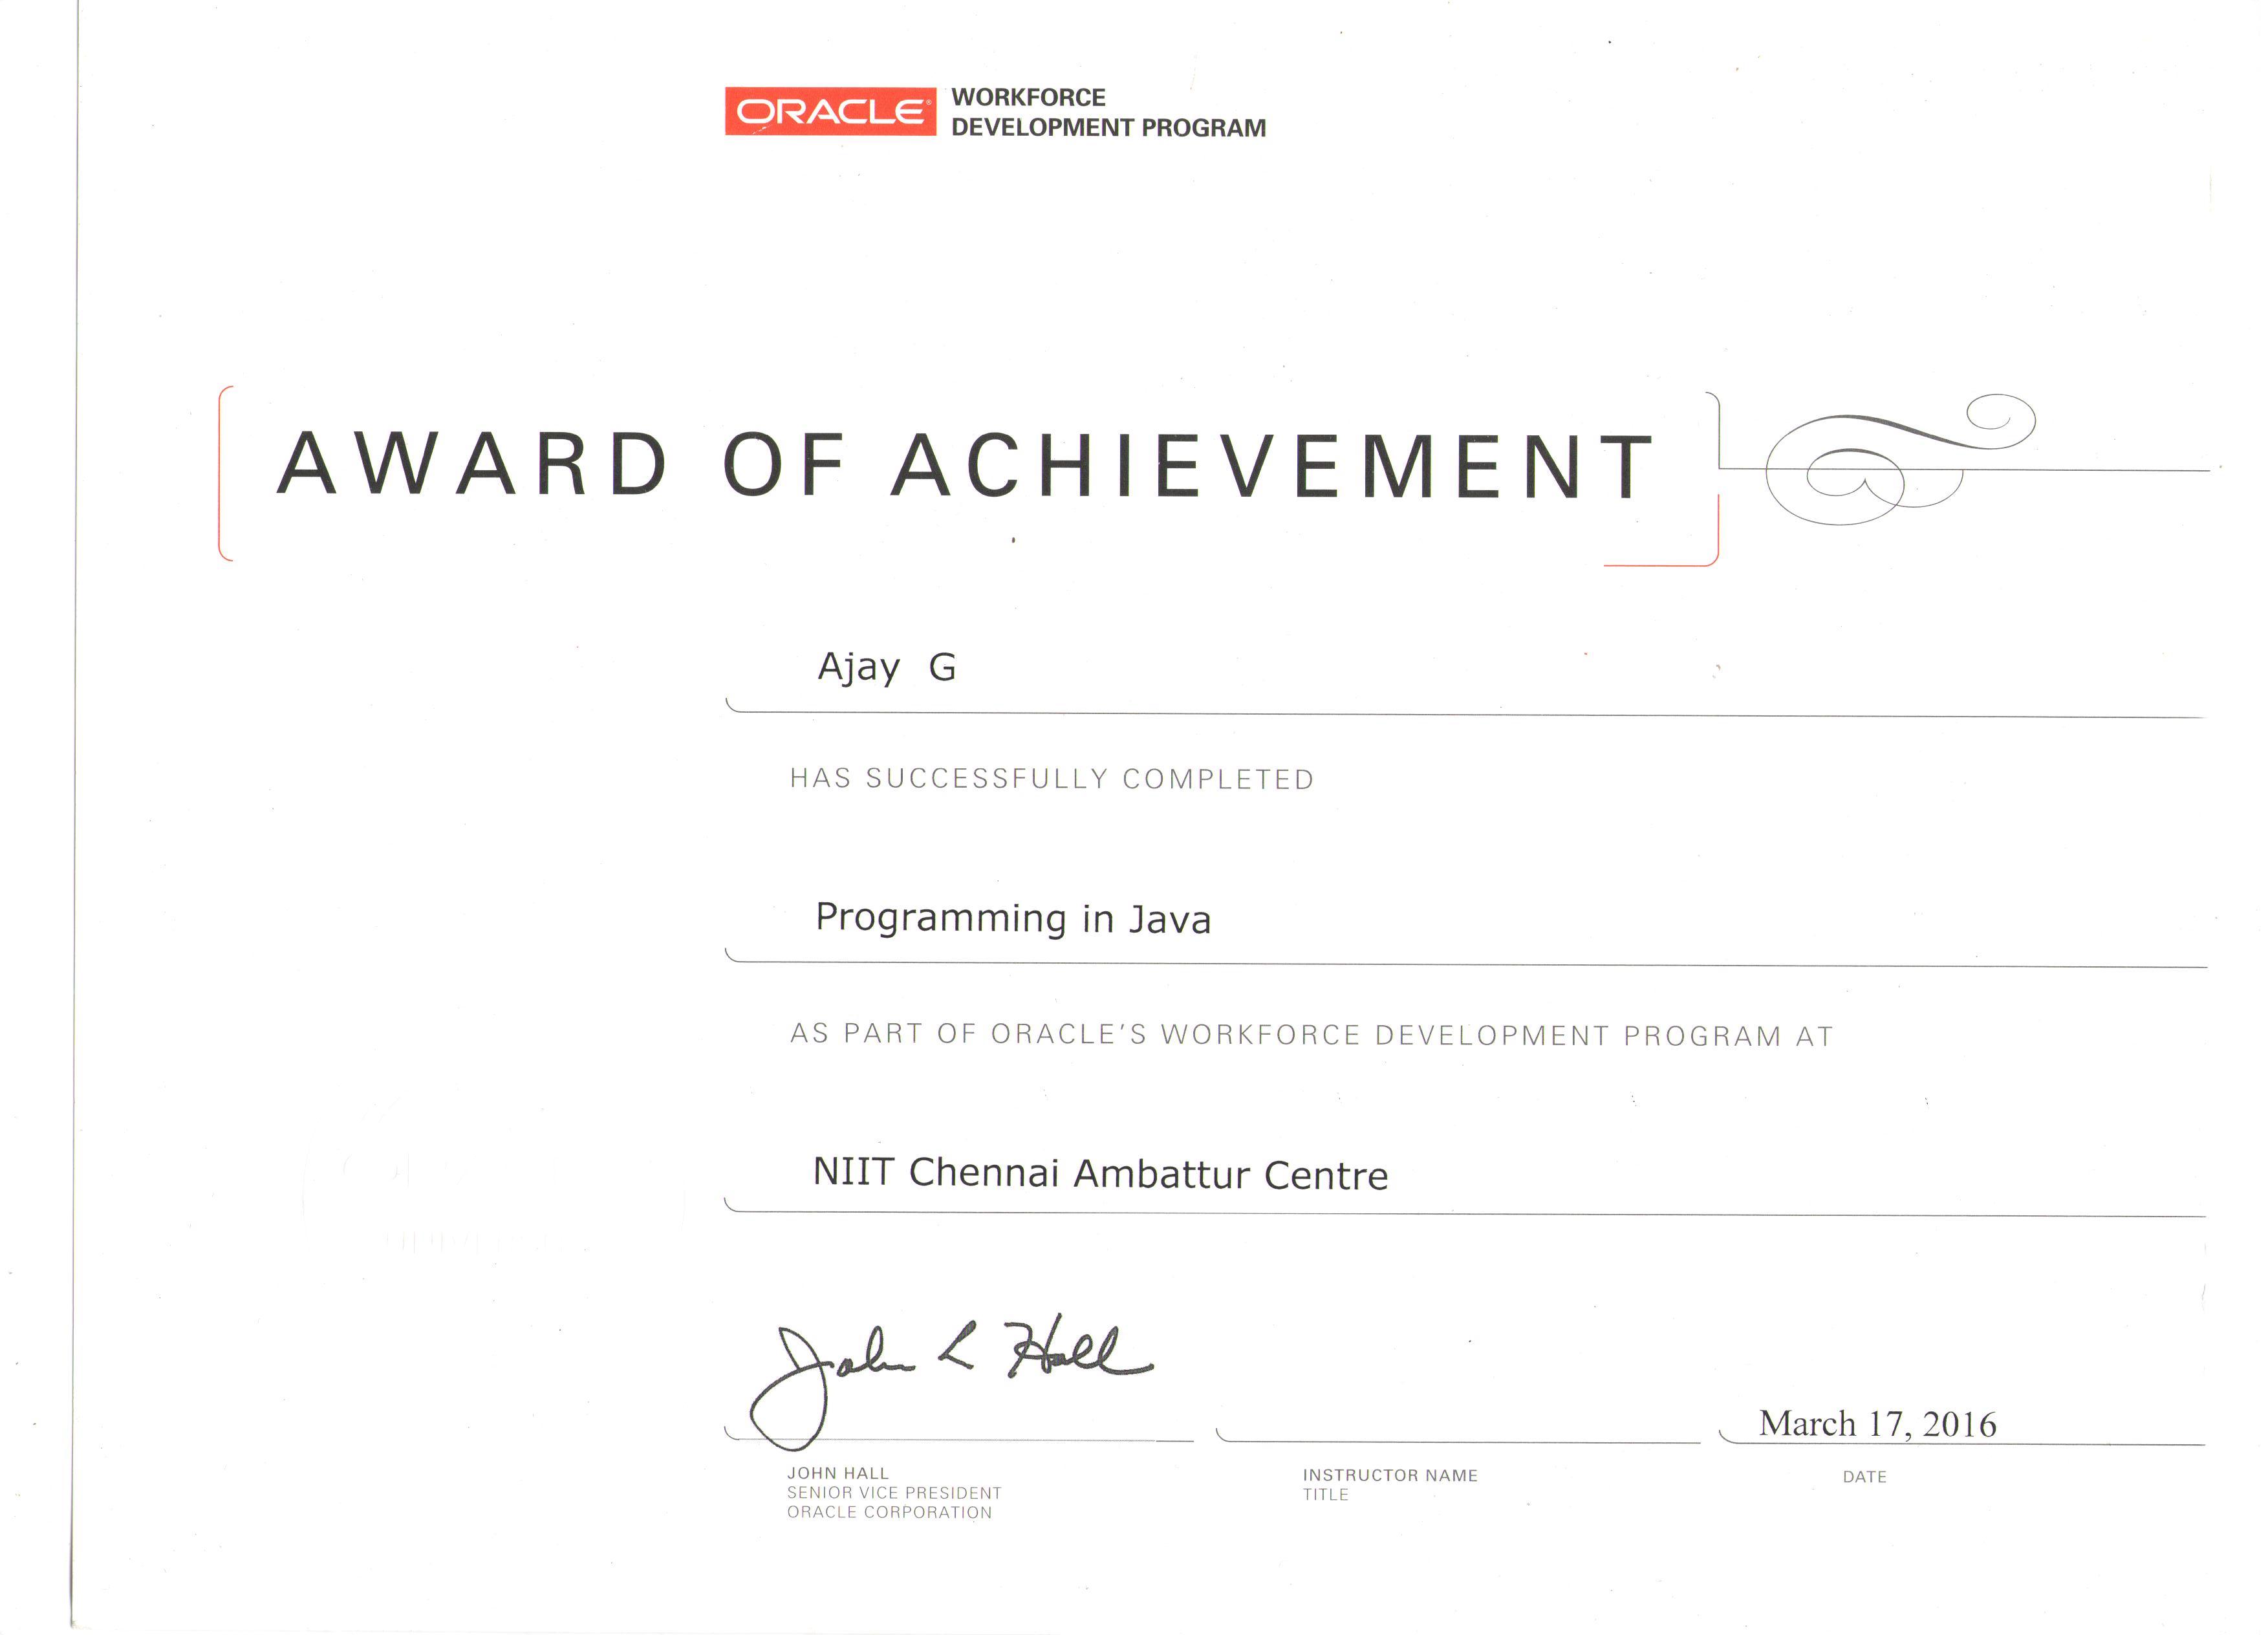 ORACLE® WORKFORCE
DEVELOPMENT PROGRAM
AWARD OF ACHIEVEMENT
Ajay G
HAS SUCCESSFULLY COMPLETED
Programming in Java
AS PART OF ORACLE'S WORKFORCE DEVELOPMENT PROGRAM AT
NIIT Chennai Ambattur Centre
John L Hall
March 17, 2016
JOHN HALL
SENIOR VICE PRESIDENT
ORACLE CORPORATION
INSTRUCTOR NAME
TITLE
DATE